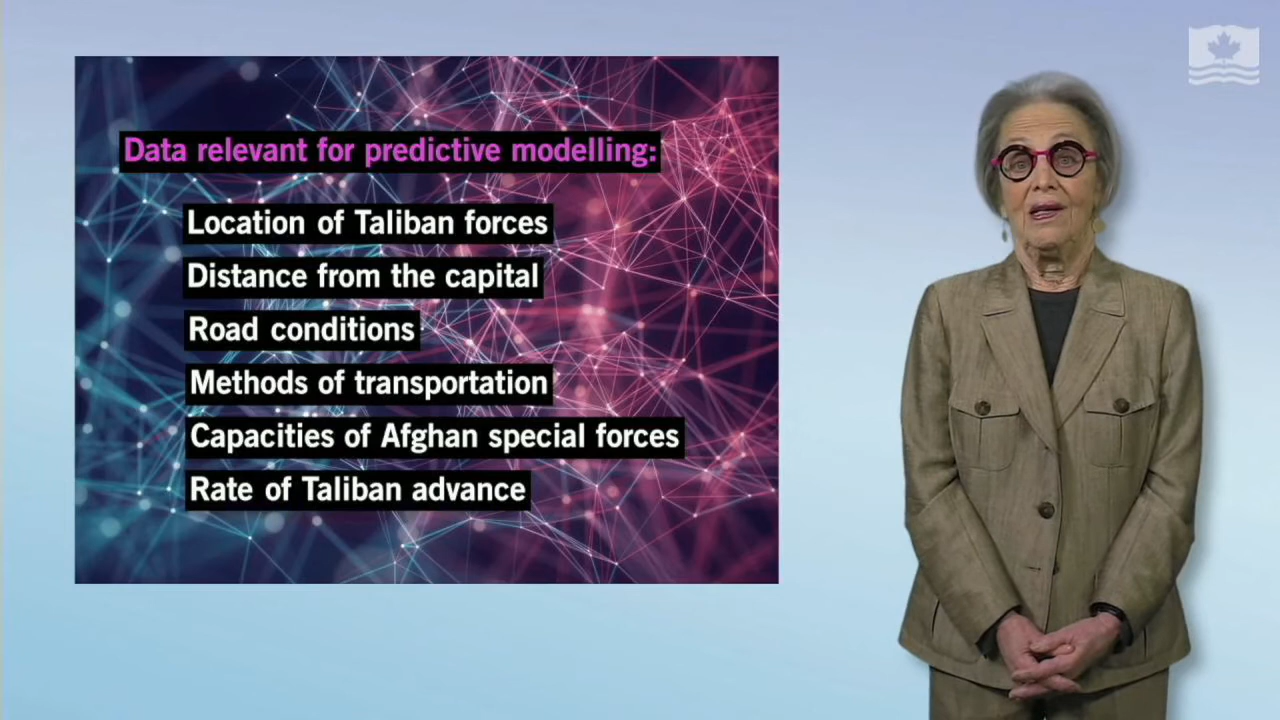 Data relevant for predictive modelling:
Location of Taliban forces
Distance from the capital
Road conditions
Methods of transportation
Capacities of Afghan special forces
Rate of Taliban advance